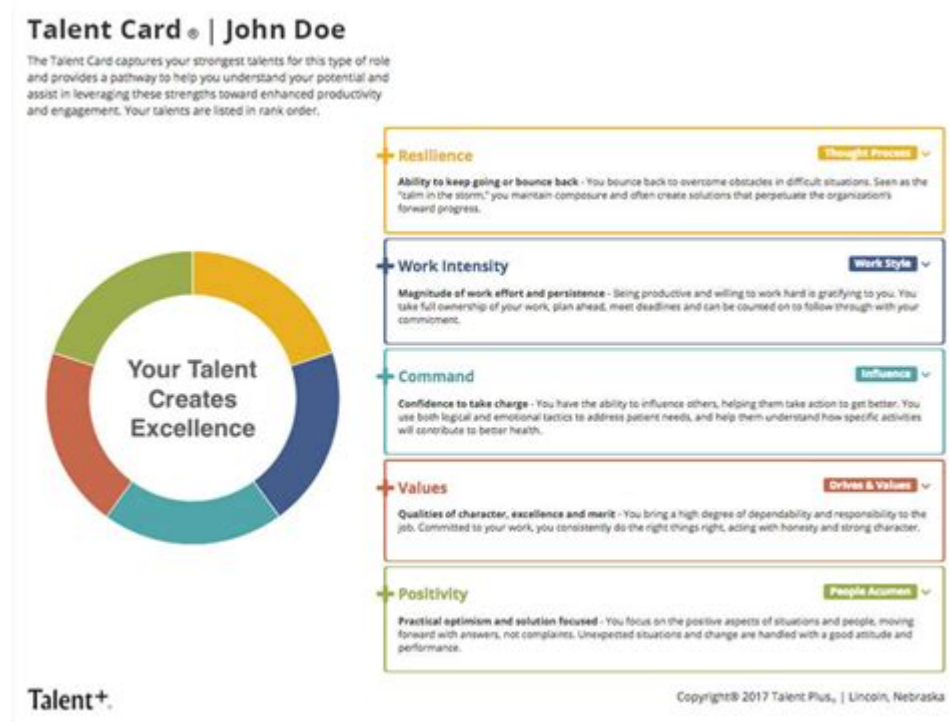 Talent Card ® | John Doe
The Talent Card captures your strongest talents for this type of role
and provides a pathway to help you understand your potential and
assist in leveraging these strengths toward enhanced productivity
and engagement. Your talents are listed in rank order.
Resilience
Thought Process
Ability to keep going or bounce back - You bounce back to overcome obstacles in difficult situations. Seen as the
"calm in the storm," you maintain composure and often create solutions that perpetuate the organization's
forward progress.
Work Intensity
Work Style
Magnitude of work effort and persistence - Being productive and willing to work hard is gratifying to you. You
take full ownership of your work, plan ahead, meet deadlines and can be counted on to follow through with your
commitment.
Your Talent
Creates
Excellence
Command
Influence
Confidence to take charge - You have the ability to influence others, helping them take action to get better. You
use both logical and emotional tactics to address patient needs, and help them understand how specific activities
will contribute to better health.
Values
Drives & Values
Qualities of character, excellence and merit - You bring a high degree of dependability and responsibility to the
job. Committed to your work, you consistently do the right things right, acting with honesty and strong character.
Positivity
People Acumen
Practical optimism and solution focused - You focus on the positive aspects of situations and people, moving
forward with answers, not complaints. Unexpected situations and change are handled with a good attitude and
performance.
Talent+.
Copyright® 2017 Talent Plus, | Lincoln, Nebraska